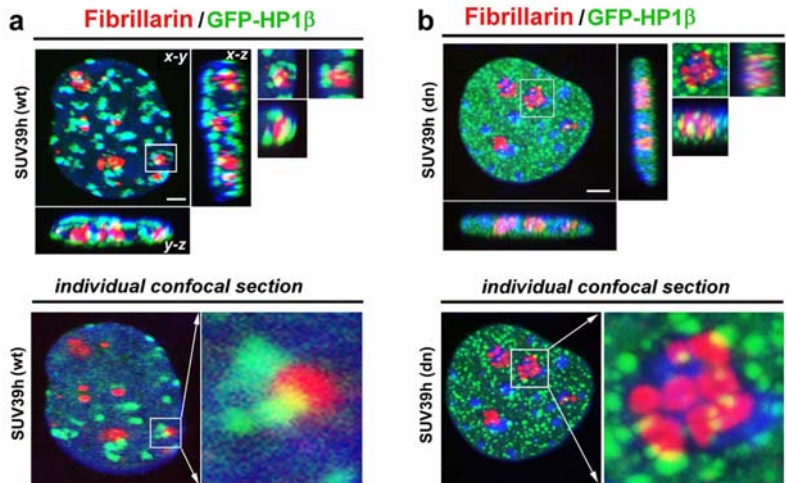 a
Fibrillarin / GFP-HP1β
SUV39h (wt)
x-y
x-z
y-z
individual confocal section
SUV39h (wt)
b
Fibrillarin / GFP-HP1β
SUV39h (dn)
individual confocal section
SUV39h (dn)